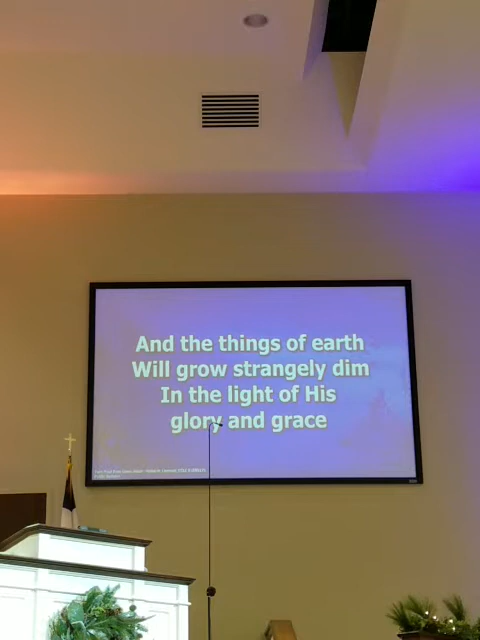 And the things of earth
Will grow strangely dim
In the light of His
glory and grace